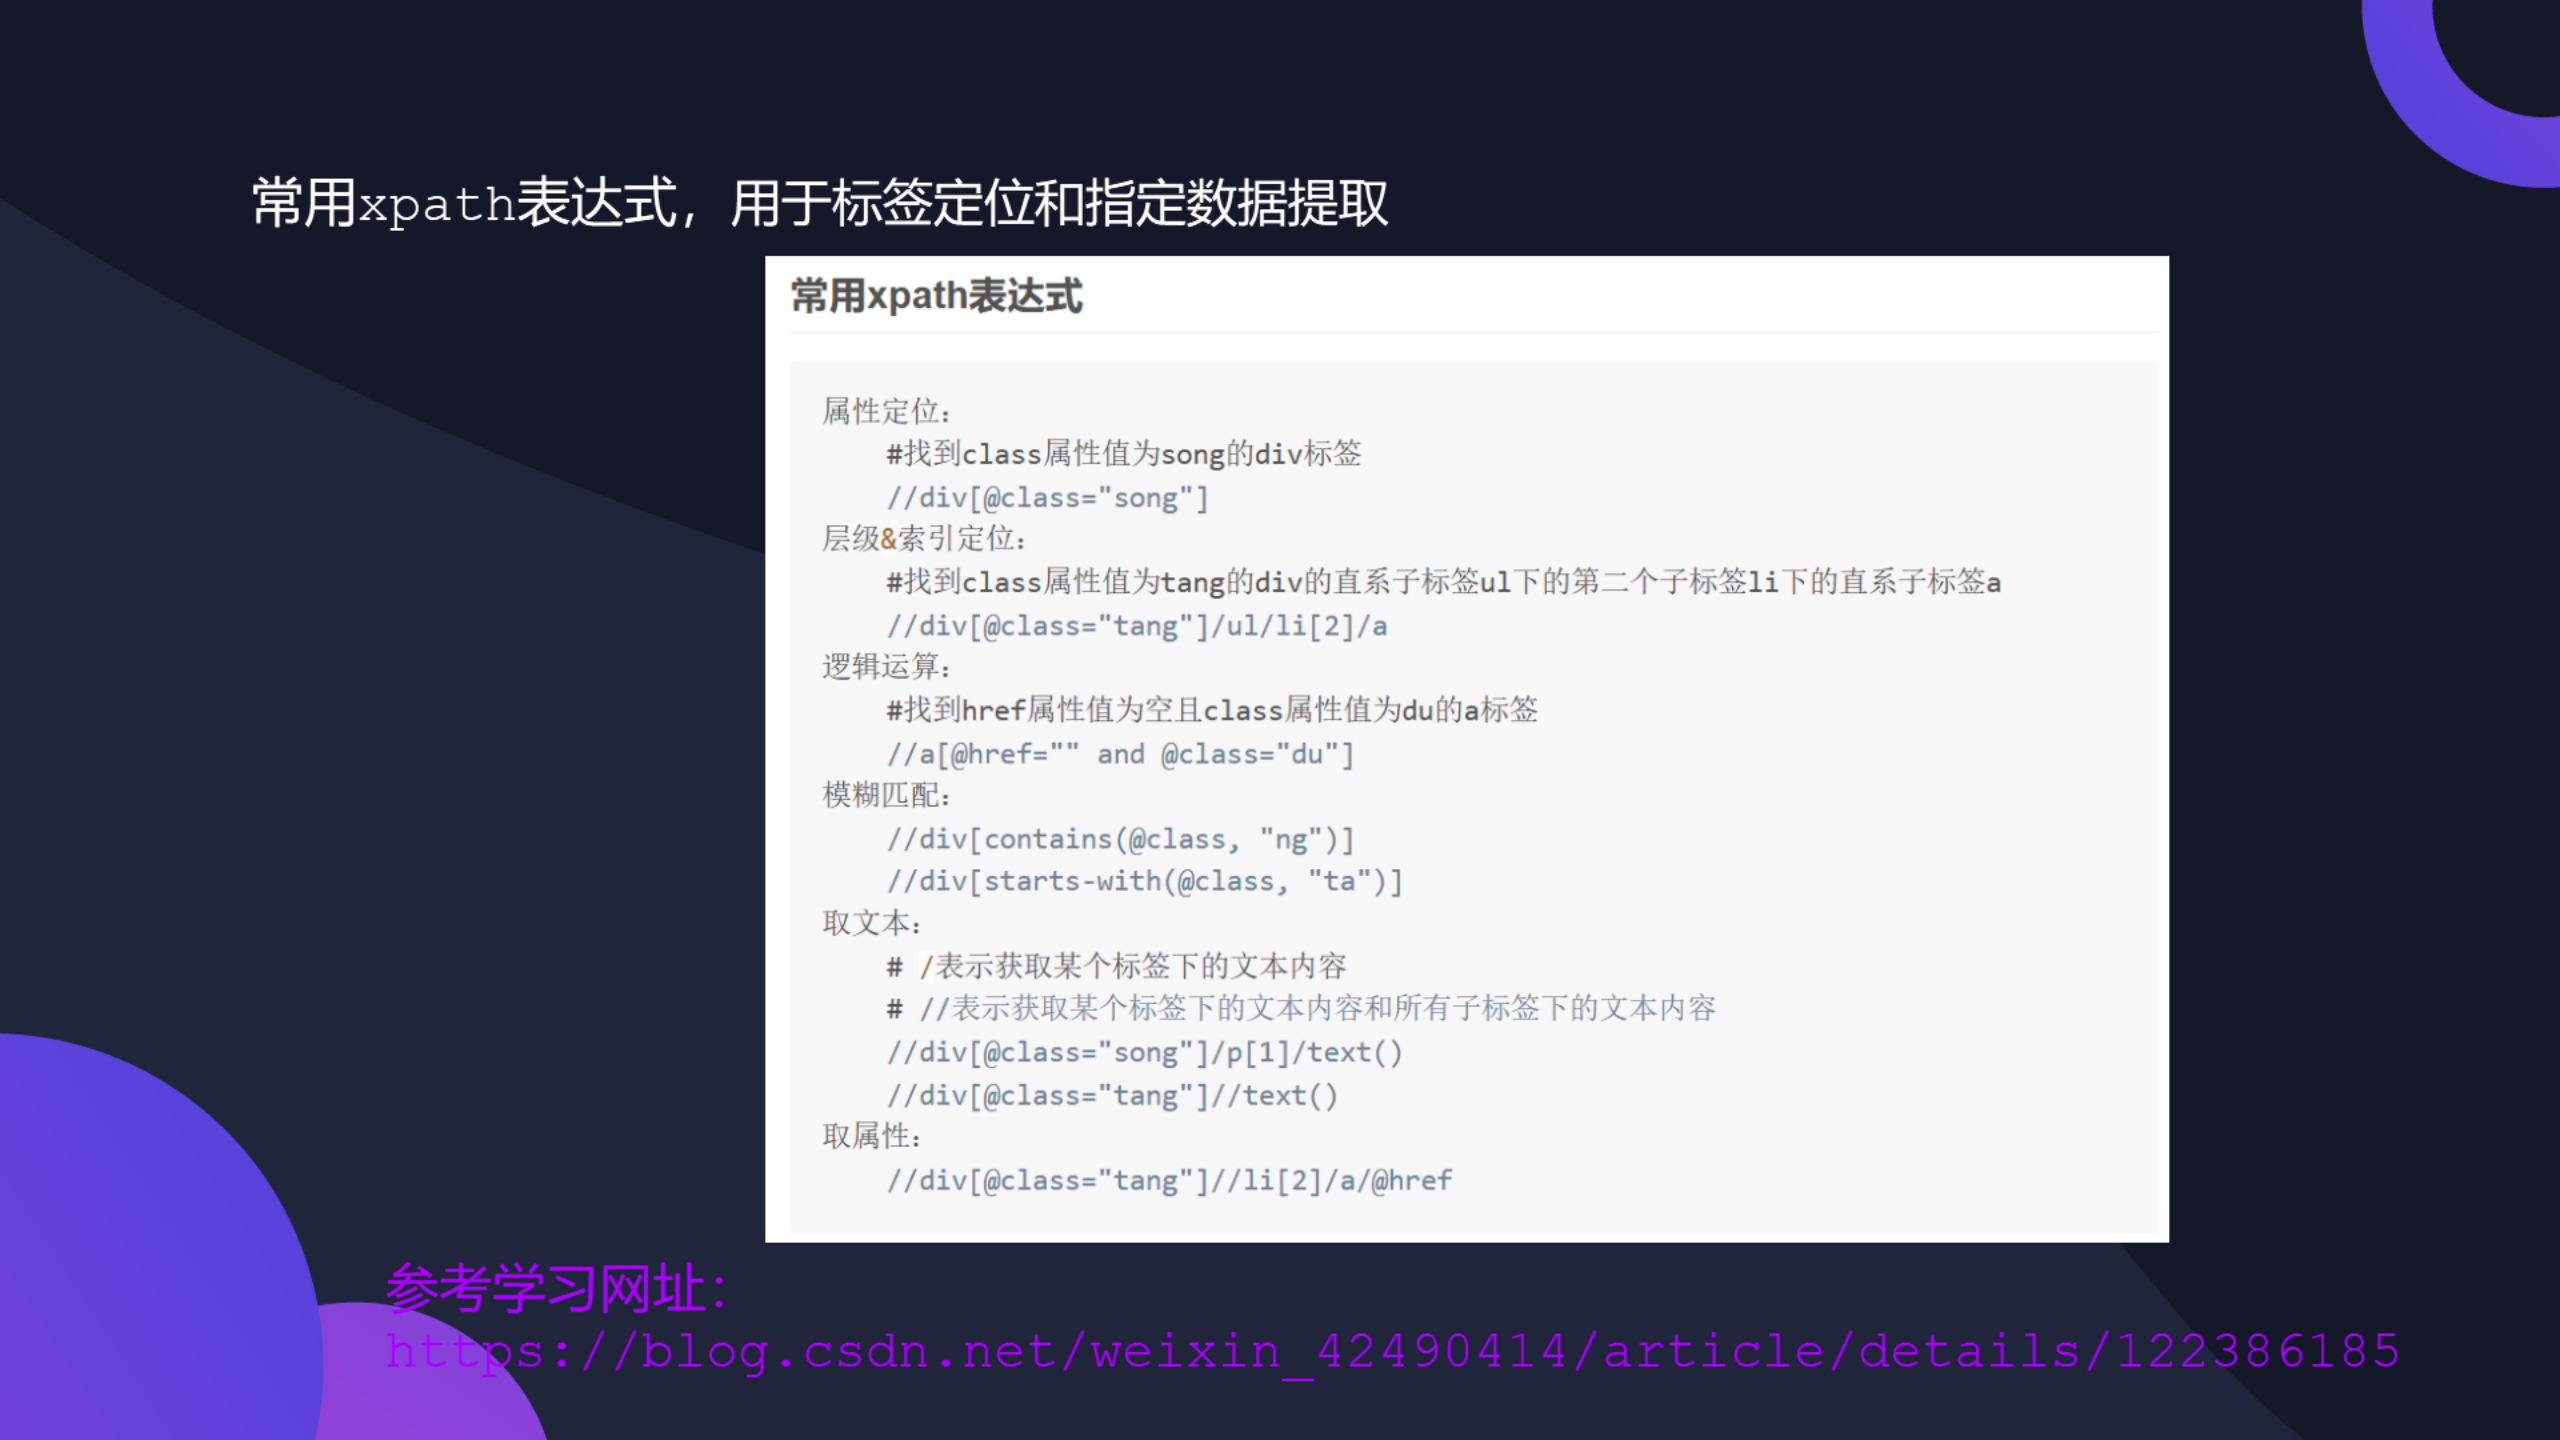 常用xpath表达式，用于标签定位和指定数据提取
常用xpath表达式
属性定位：
#找到class属性值为song的div标签
//div[@class="song"]
层级&索引定位：
#找到class属性值为tang的div的直系子标签ul下的第二个子标签li下的直系子标签a
//div[@class="tang"]/ul/li[2]/a
逻辑运算：
#找到href属性值为空且class属性值为du的a标签
//a[@href="" and @class="du"]
模糊匹配：
//div[contains(@class, "ng")]
//div[starts-with(@class, "ta")]
取文本：
# /表示获取某个标签下的文本内容
# //表示获取某个标签下的文本内容和所有子标签下的文本内容
//div[@class="song"]/p[1]/text()
//div[@class="tang"]//text()
取属性：
//div[@class="tang"]//li[2]/a/@href
参考学习网址：
https://blog.csdn.net/weixin_42490414/article/details/122386185